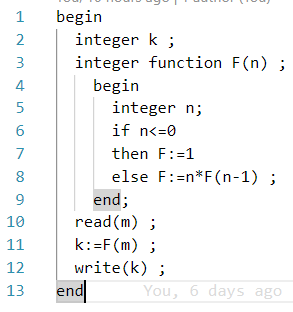 You, 10 hours ago | 1 author (You)
1 begin
2 integer k ;
3 integer function F(n) ;
4 begin
5 integer n;
6 if n<=0
7 then F:=1
8 else F:=n*F(n-1) ;
9 end;
10 read(m) ;
11 k:=F(m) ;
12 write(k) ;
13 end You, 6 days ago